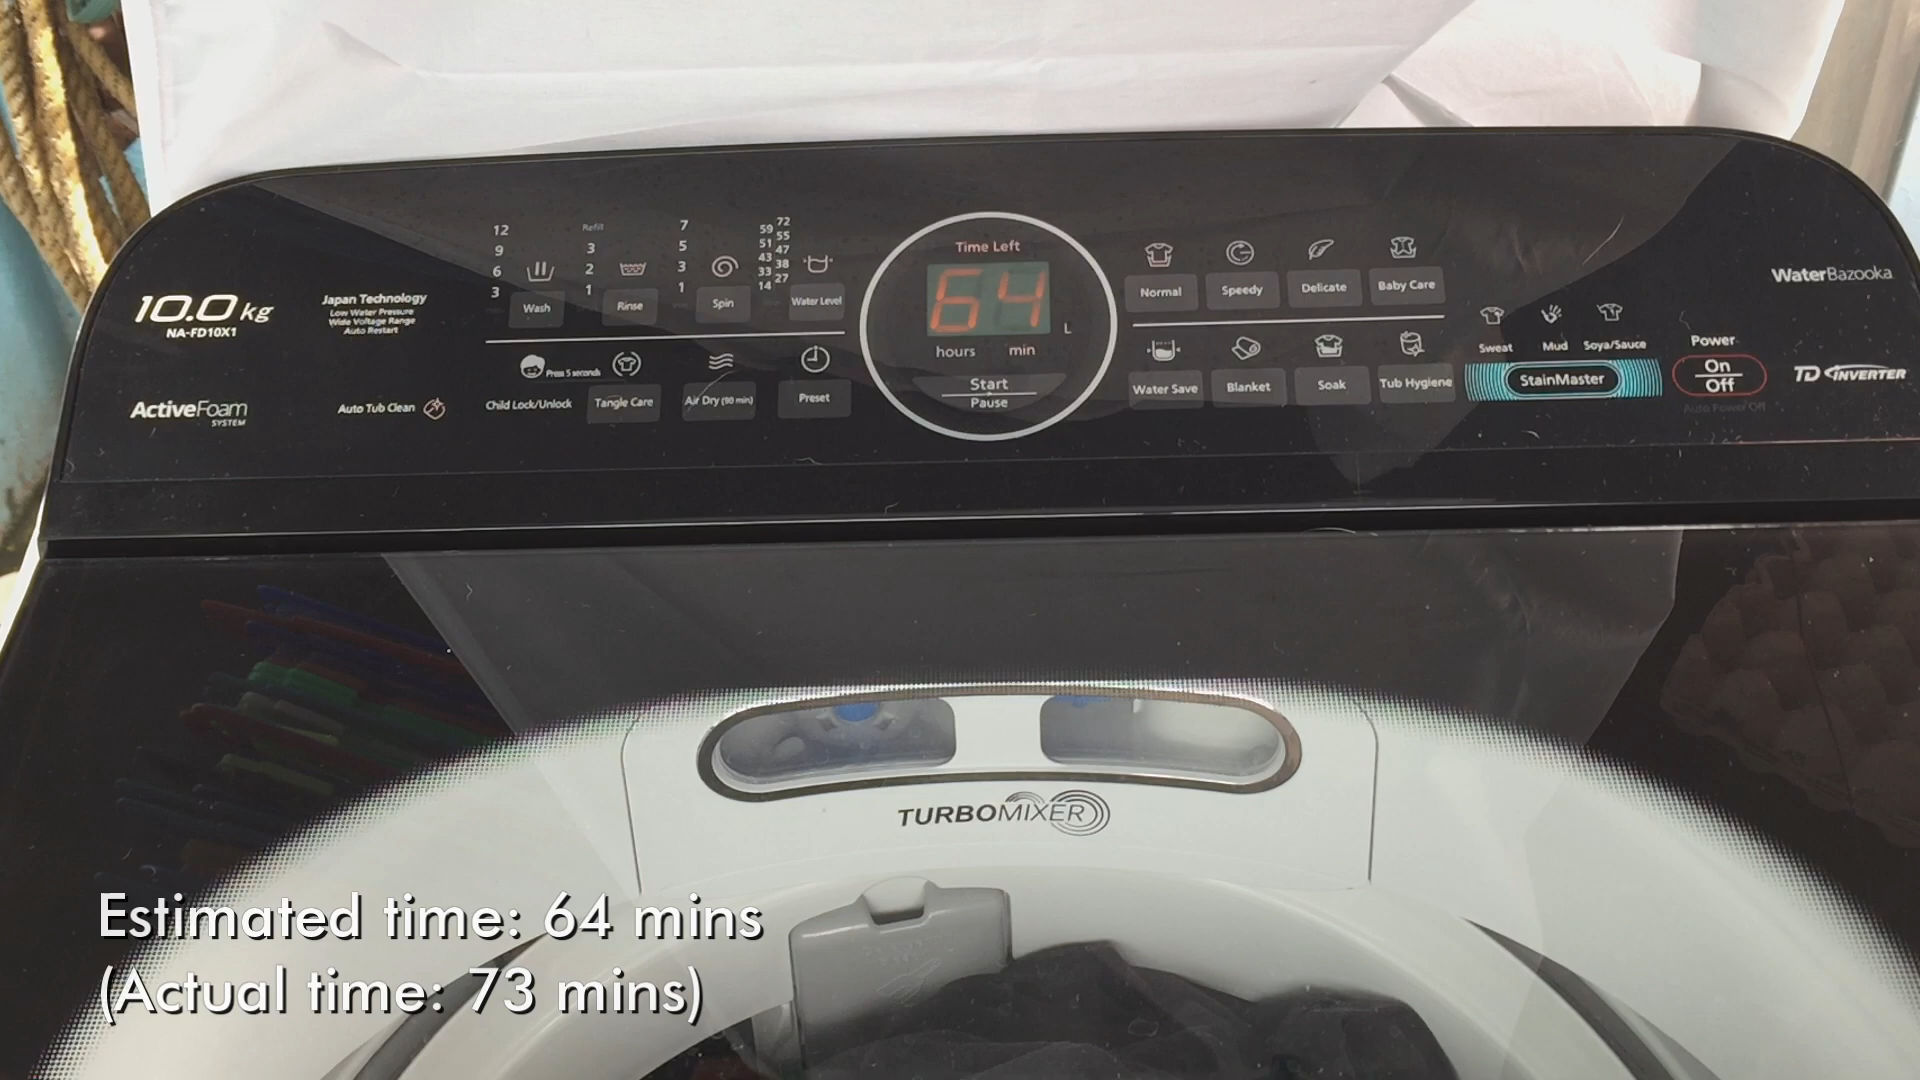 10.0 kg
NA-FD10X1
Japan Technology
Low Water Pressure
Wide Voltage Range
Auto Restart
ActiveFoam
SYSTEM
Auto Tub Clean
12
9
6
3
Wash
Refill
3
2
1
Rinse
7
5
3
1
Spin
72
59
55
51
47
43
38
33
27
14
Water Level
Press 5 seconds
Child Lock/Unlock
Tangle Care
Air Dry (90 min)
Preset
Time Left
64
L
hours min
Start
Pause
Normal
Speedy
Delicate
Baby Care
Water Save
Blanket
Soak
Tub Hygiene
Sweat
Mud
Soya/Sauce
StainMaster
Power
On
Off
Auto Power Off
WaterBazooka
TD INVERTER
TURBOMIXER
Estimated time: 64 mins
(Actual time: 73 mins)